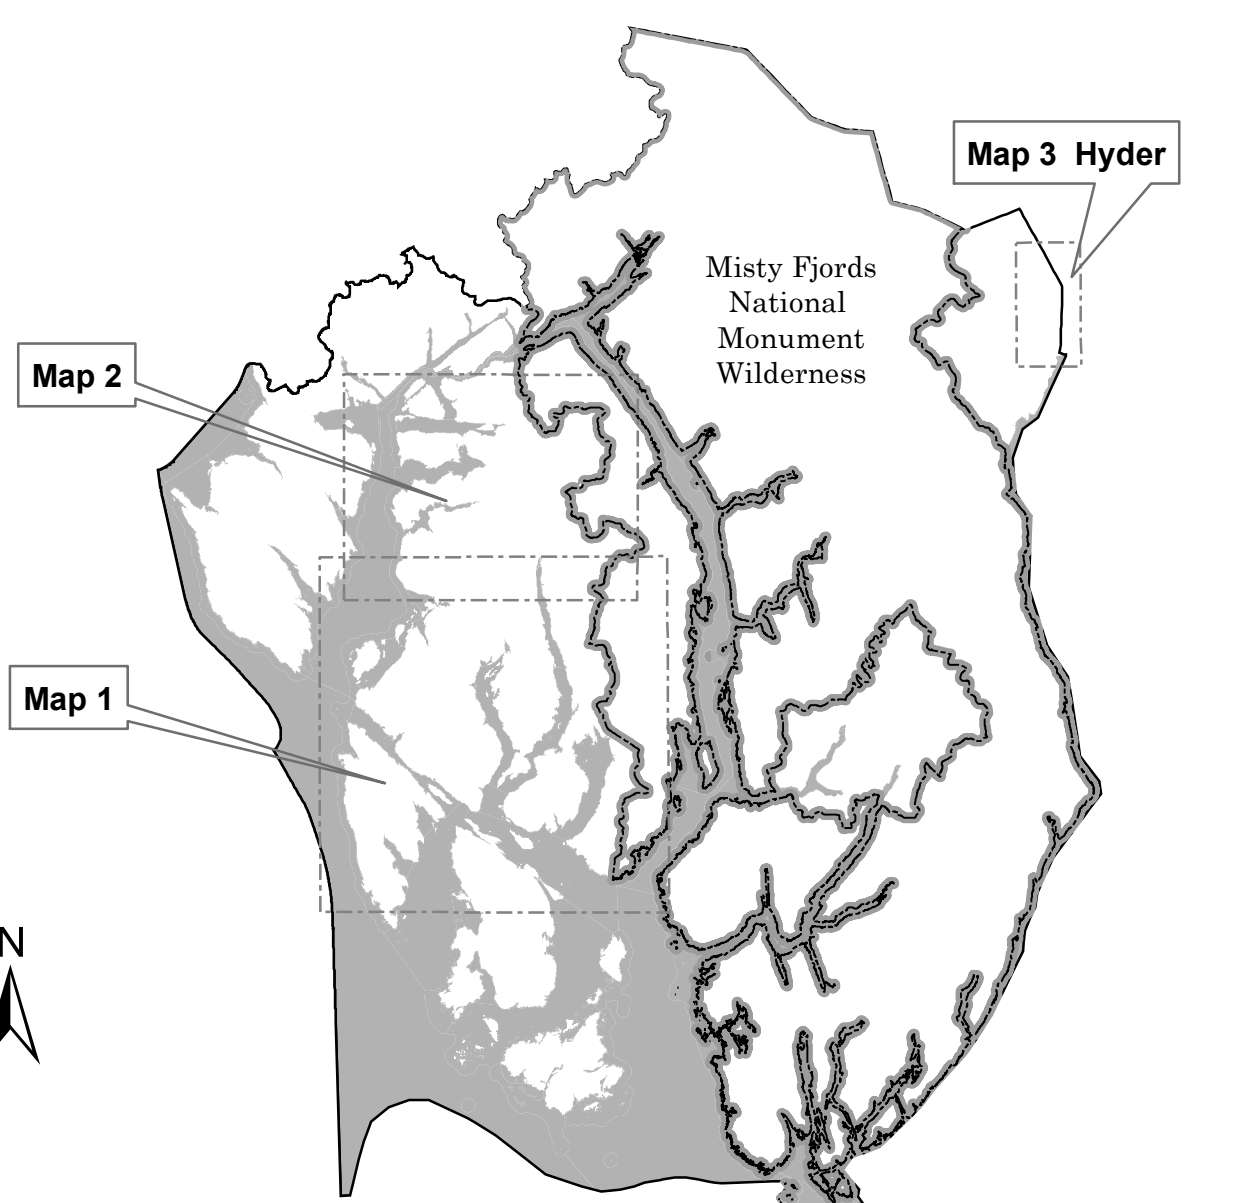 Map 3  Hyder
Misty Fjords
National
Monument
Wilderness
Map 2
Map 1
N